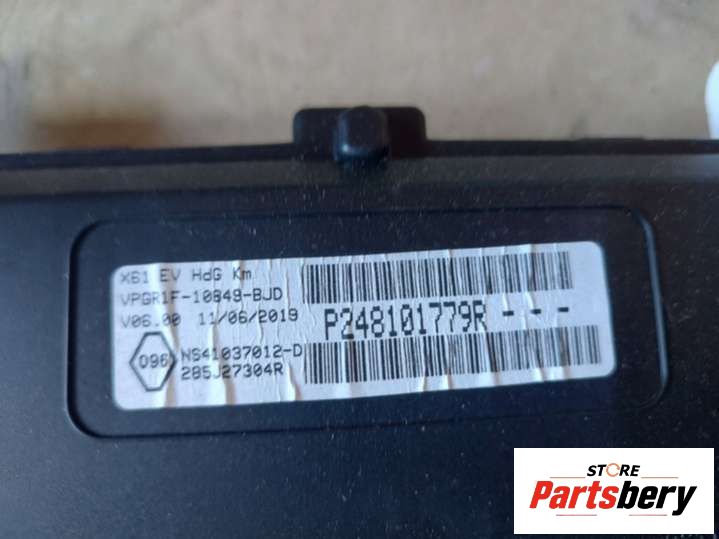 X61 EV HdG Km
VPGR1F-10849-BJD
V06.00 11/06/2019
P248101779R - - -
096
NS41037012-D
285J27304R
STORE
Partsbery